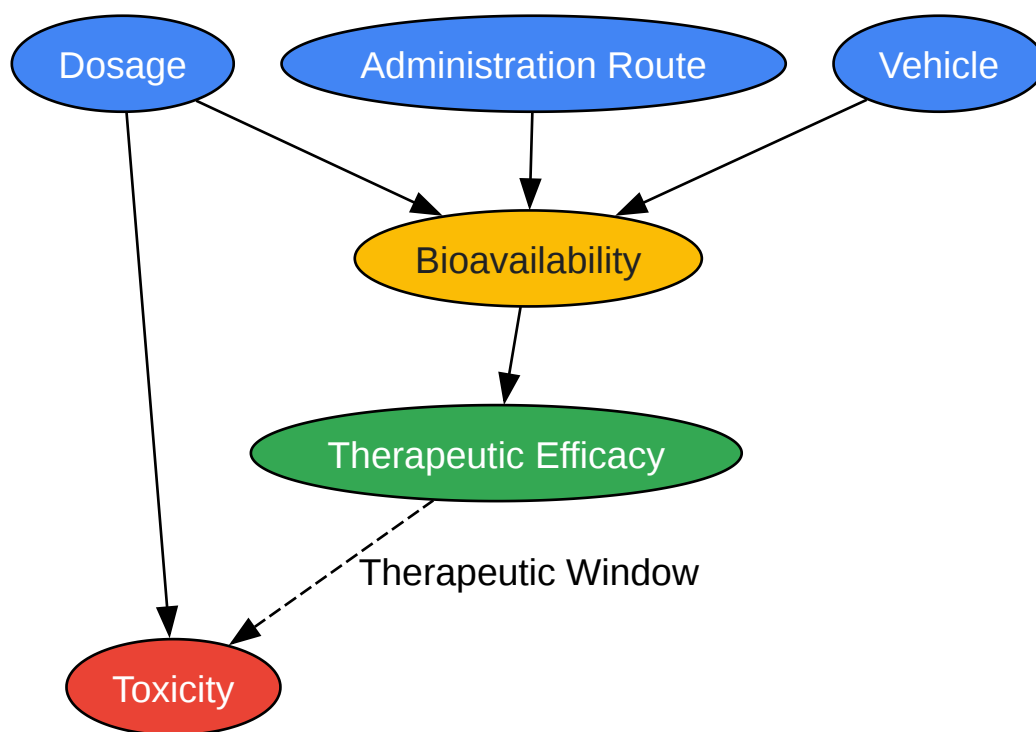 Dosage
Administration Route
Vehicle
Bioavailability
Therapeutic Efficacy
Therapeutic Window
Toxicity